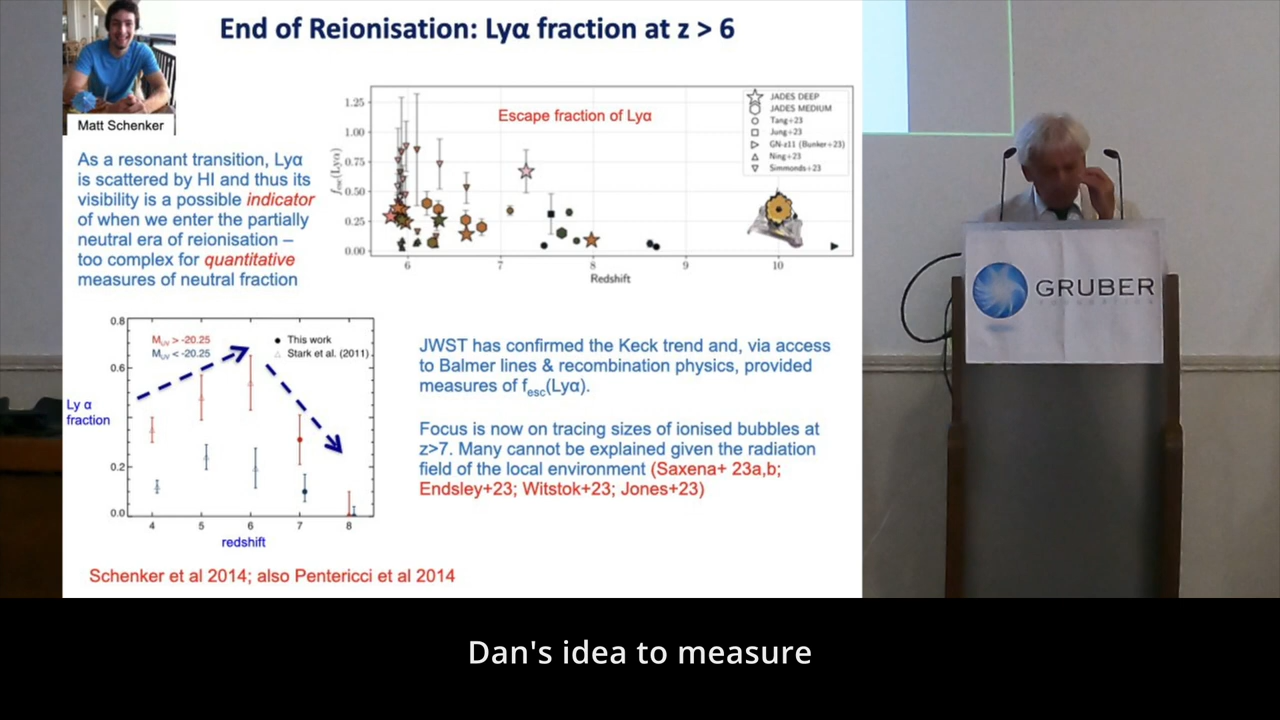 End of Reionisation: Lyα fraction at z > 6
Matt Schenker
As a resonant transition, Lyα
is scattered by HI and thus its
visibility is a possible indicator
of when we enter the partially
neutral era of reionisation –
too complex for quantitative
measures of neutral fraction
Escape fraction of Lyα
JADES DEEP
JADES MEDIUM
Tang+23
Jung+23
GN-z11 (Bunker+23)
Ning+23
Simmonds+23
fesc(Lyα)
1.25
1.00
0.75
0.50
0.25
0.00
6 7 8 9 10
Redshift
0.8
0.6
0.2
0.0
MUV > -20.25
MUV < -20.25
This work
Stark et al. (2011)
Ly α
fraction
4 5 6 7 8
redshift
JWST has confirmed the Keck trend and, via access
to Balmer lines & recombination physics, provided
measures of fesc(Lyα).
Focus is now on tracing sizes of ionised bubbles at
z>7. Many cannot be explained given the radiation
field of the local environment (Saxena+ 23a,b;
Endsley+23; Witstok+23; Jones+23)
Schenker et al 2014; also Pentericci et al 2014
GRUBER
FOUNDATION
Dan's idea to measure